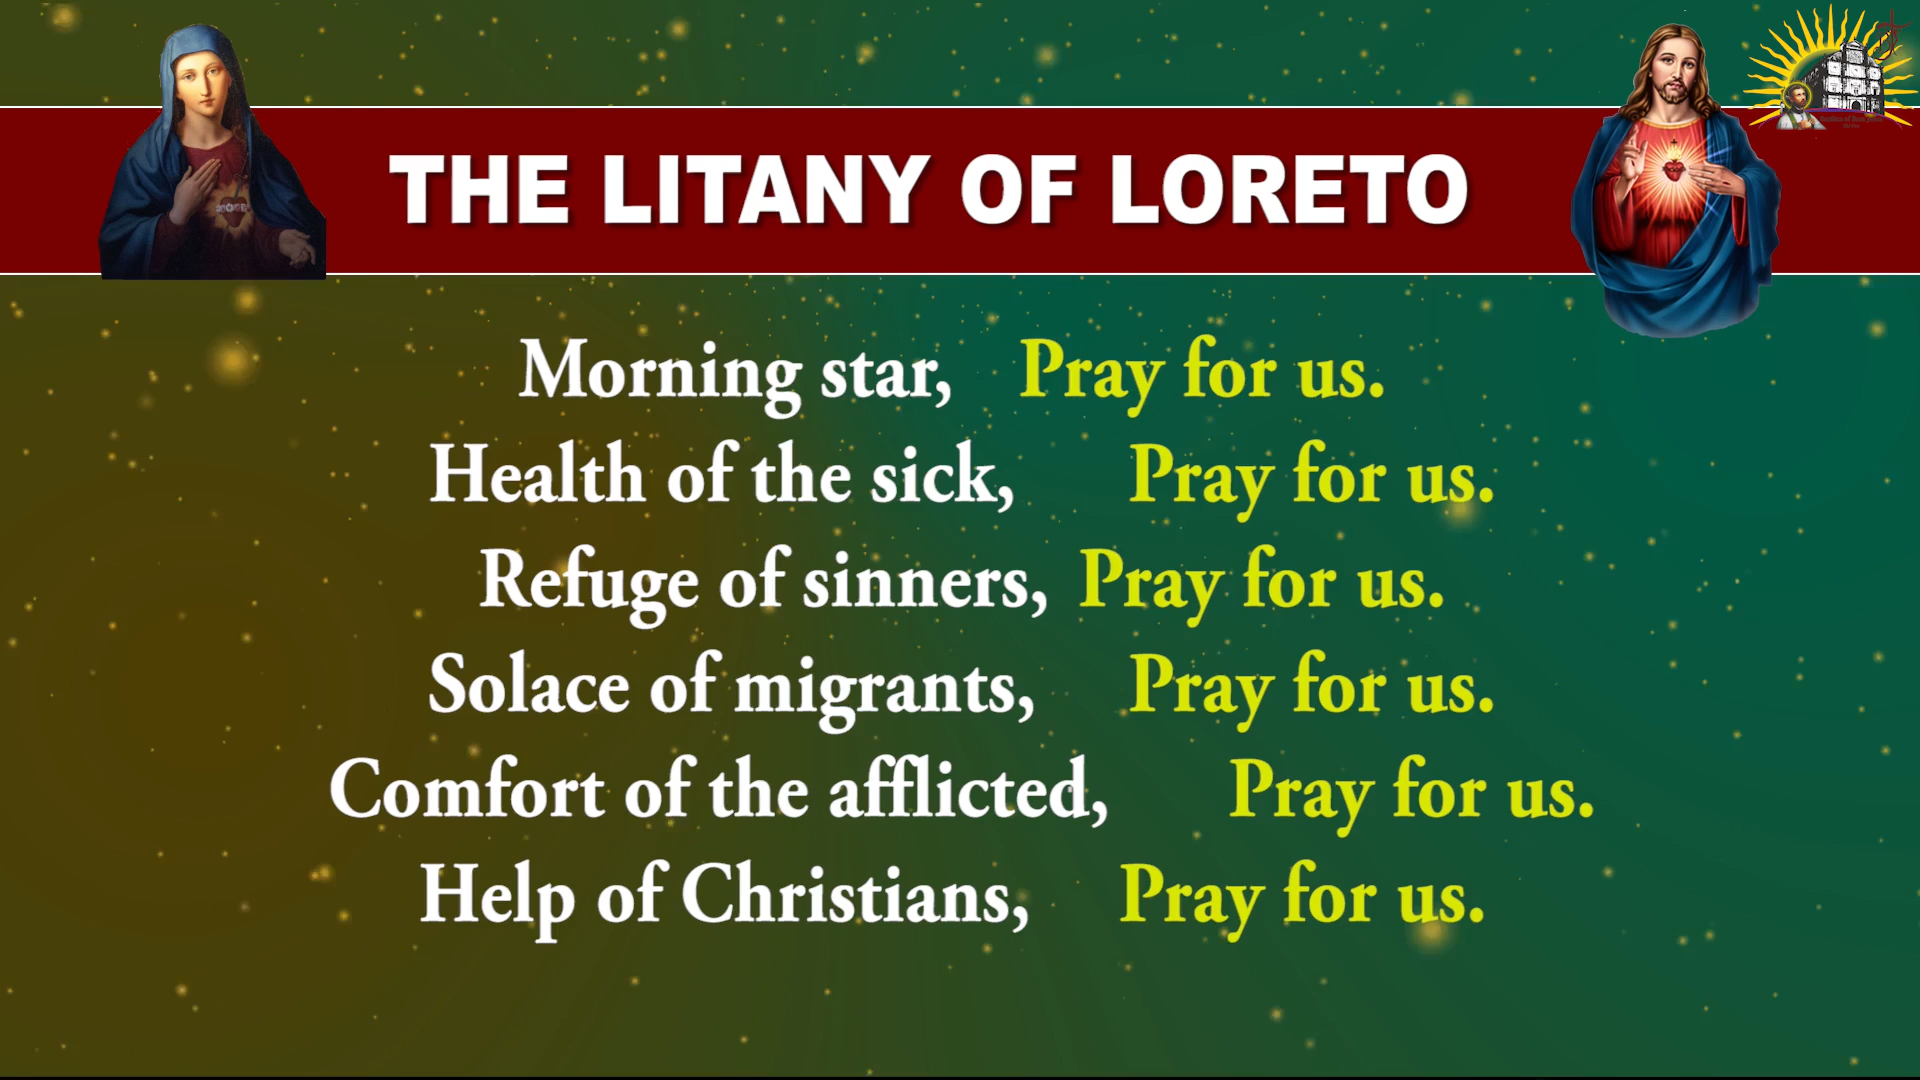 THE LITANY OF LORETO
Morning star, Pray for us.
Health of the sick, Pray for us.
Refuge of sinners, Pray for us.
Solace of migrants, Pray for us.
Comfort of the afflicted, Pray for us.
Help of Christians, Pray for us.